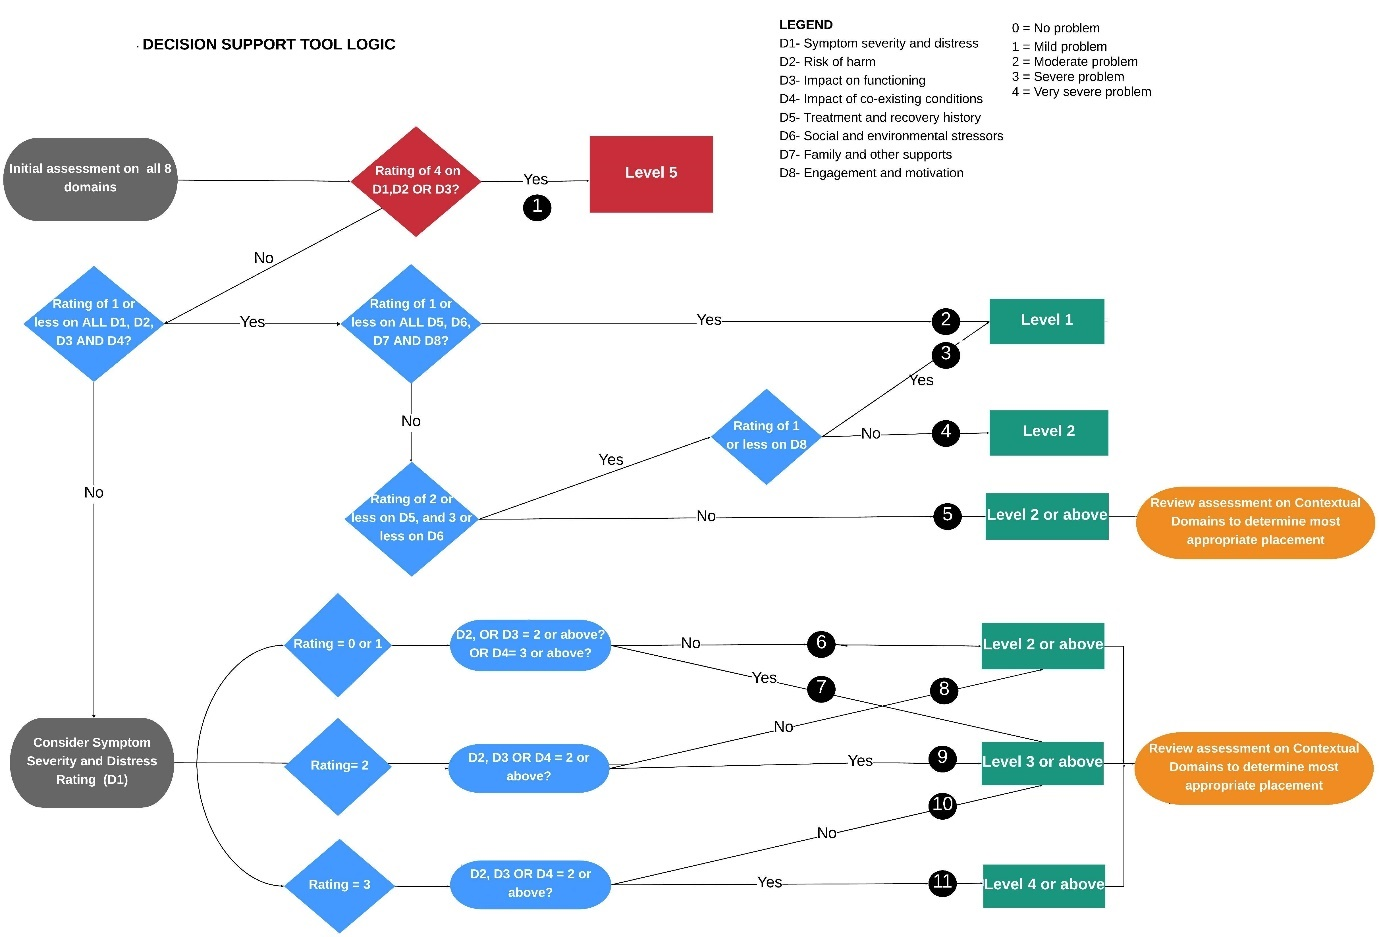 DECISION SUPPORT TOOL LOGIC
LEGEND
D1- Symptom severity and distress
D2- Risk of harm
D3- Impact on functioning
D4- Impact of co-existing conditions
D5- Treatment and recovery history
D6- Social and environmental stressors
D7- Family and other supports
D8- Engagement and motivation
0 = No problem
1 = Mild problem
2 = Moderate problem
3 = Severe problem
4 = Very severe problem
Initial assessment on all 8
domains
Rating of 4 on
D1,D2 OR D3?
Yes
1
Level 5
No
Rating of 1 or
less on ALL D1, D2,
D3 AND D4?
Yes
Rating of 1 or
less on ALL D5, D6,
D7 AND D8?
Yes
2
Level 1
3
Yes
No
Rating of 1
or less on D8
No
4
Level 2
Yes
Rating of 2 or
less on D5, and 3 or
less on D6
No
5
Level 2 or above
Review assessment on Contextual
Domains to determine most
appropriate placement
No
Rating = 0 or 1
D2, OR D3 = 2 or above?
OR D4= 3 or above?
No
6
Level 2 or above
Yes
7
8
No
Consider Symptom
Severity and Distress
Rating (D1)
Rating= 2
D2, D3 OR D4 = 2 or
above?
Yes
9
Level 3 or above
Review assessment on Contextual
Domains to determine most
appropriate placement
10
No
Rating = 3
D2, D3 OR D4 = 2 or
above?
Yes
11
Level 4 or above